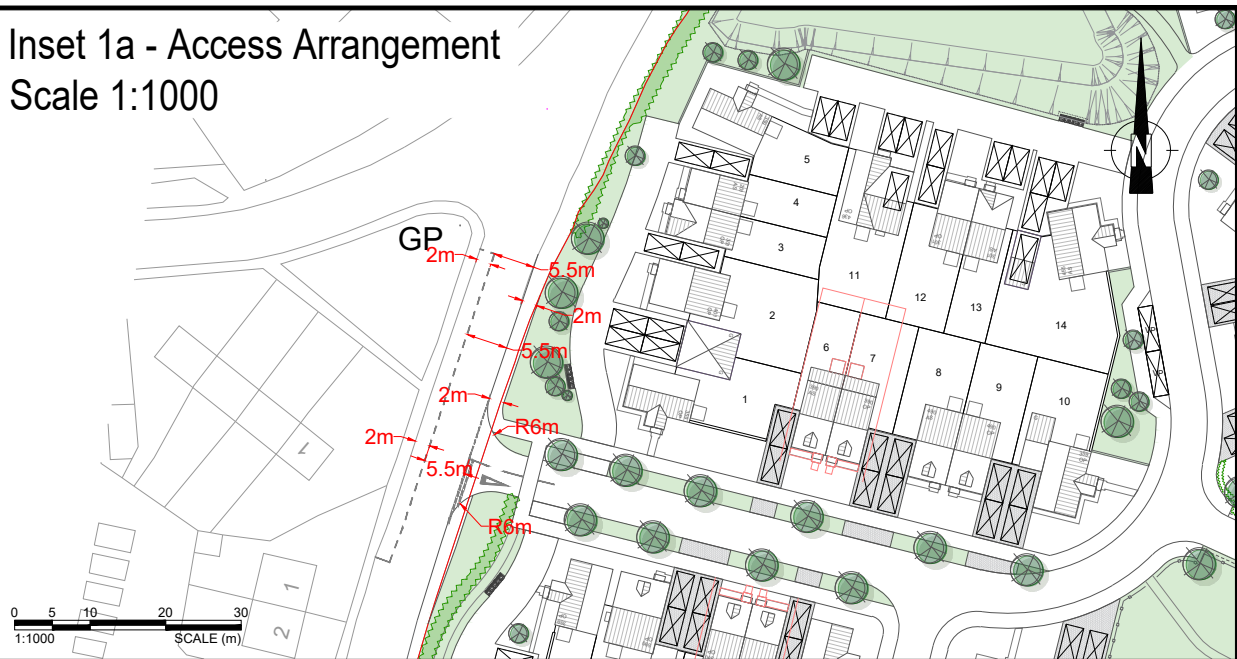 Inset 1a - Access Arrangement
Scale 1:1000
N
GP
2m
5.5m
2m
5.5m
2m
R6m
2m
5.5m
R6m
5
4
3
2
1
11
12
13
14
6
7
8
9
10
1
1
2
0 5 10 20 30
1:1000 SCALE (m)